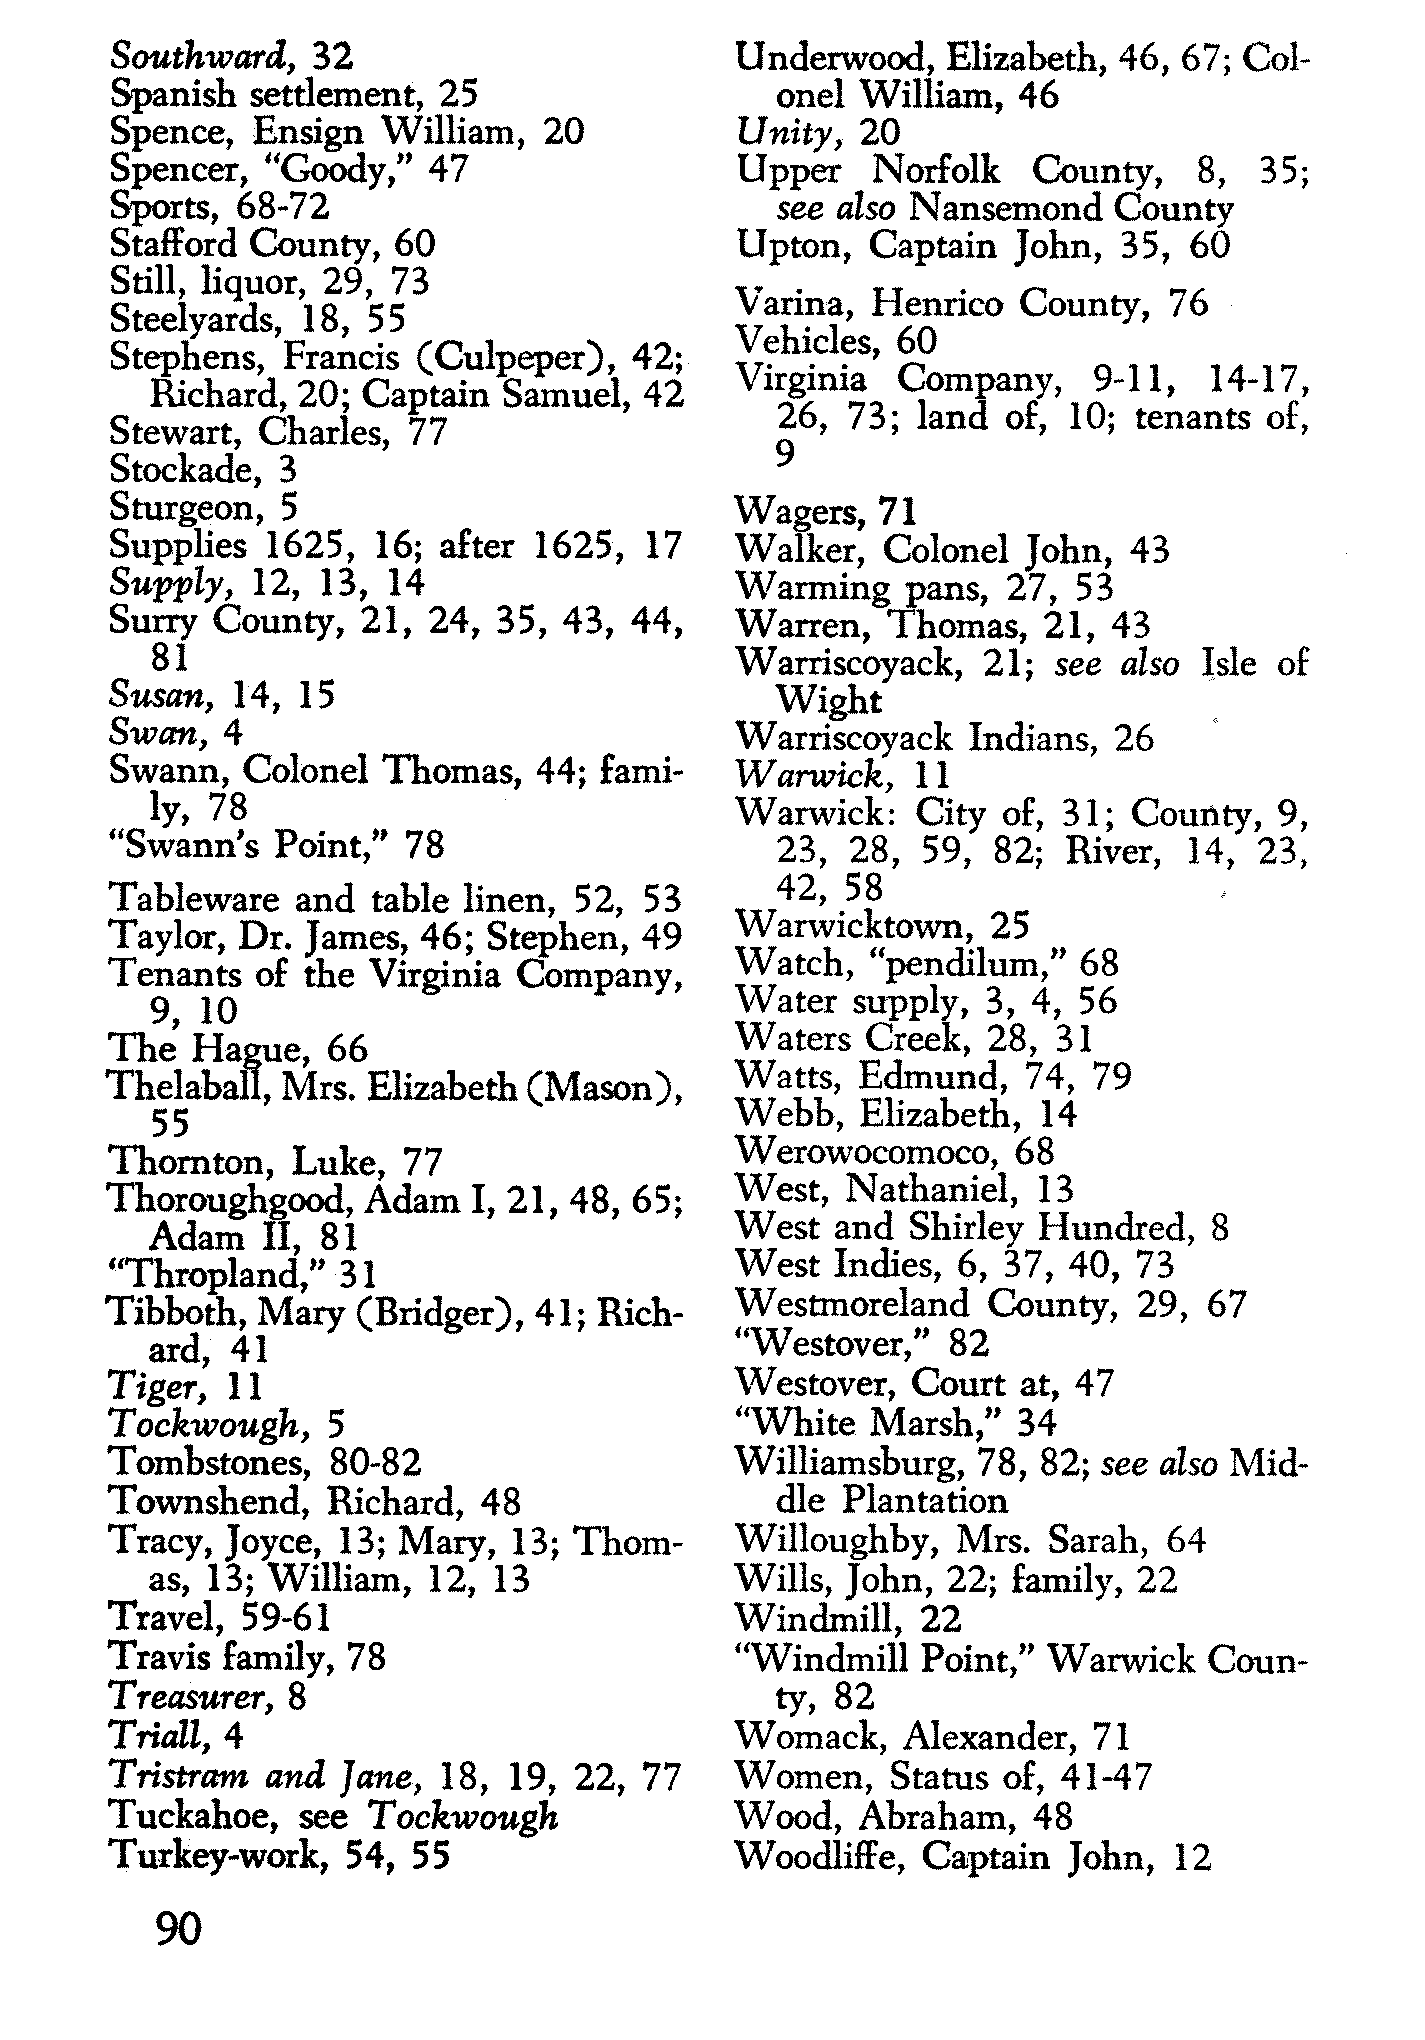 Southward, 32
Spanish settlement, 25
Spence, Ensign William, 20
Spencer, “Goody,” 47
Sports, 68-72
Stafford County, 60
Still, liquor, 29, 73
Steelyards, 18, 55
Stephens, Francis (Culpeper), 42;
Richard, 20; Captain Samuel, 42
Stewart, Charles, 77
Stockade, 3
Sturgeon, 5
Supplies 1625, 16; after 1625, 17
Supply, 12, 13, 14
Surry County, 21, 24, 35, 43, 44,
81
Susan, 14, 15
Swan, 4
Swann, Colonel Thomas, 44; fami-
ly, 78
“Swann’s Point,” 78
Tableware and table linen, 52, 53
Taylor, Dr. James, 46; Stephen, 49
Tenants of the Virginia Company,
9, 10
The Hague, 66
Thelaball, Mrs. Elizabeth (Mason),
55
Thornton, Luke, 77
Thoroughgood, Adam I, 21, 48, 65;
Adam II, 81
“Thropland,” 31
Tibboth, Mary (Bridger), 41; Rich-
ard, 41
Tiger, 11
Tockwough, 5
Tombstones, 80-82
Townshend, Richard, 48
Tracy, Joyce, 13; Mary, 13; Thom-
as, 13; William, 12, 13
Travel, 59-61
Travis family, 78
Treasurer, 8
Triall, 4
Tristram and Jane, 18, 19, 22, 77
Tuckahoe, see Tockwough
Turkey-work, 54, 55
Underwood, Elizabeth, 46, 67; Col-
onel William, 46
Unity, 20
Upper Norfolk County, 8, 35;
see also Nansemond County
Upton, Captain John, 35, 60
Varina, Henrico County, 76
Vehicles, 60
Virginia Company, 9-11, 14-17,
26, 73; land of, 10; tenants of,
9
Wagers, 71
Walker, Colonel John, 43
Warming pans, 27, 53
Warren, Thomas, 21, 43
Warriscoyack, 21; see also Isle of
Wight
Warriscoyack Indians, 26
Warwick, 11
Warwick: City of, 31; County, 9,
23, 28, 59, 82; River, 14, 23,
42, 58
Warwicktown, 25
Watch, “pendilum,” 68
Water supply, 3, 4, 56
Waters Creek, 28, 31
Watts, Edmund, 74, 79
Webb, Elizabeth, 14
Werowocomoco, 68
West, Nathaniel, 13
West and Shirley Hundred, 8
West Indies, 6, 37, 40, 73
Westmoreland County, 29, 67
“Westover,” 82
Westover, Court at, 47
“White Marsh,” 34
Williamsburg, 78, 82; see also Mid-
dle Plantation
Willoughby, Mrs. Sarah, 64
Wills, John, 22; family, 22
Windmill, 22
“Windmill Point,” Warwick Coun-
ty, 82
Womack, Alexander, 71
Women, Status of, 41-47
Wood, Abraham, 48
Woodliffe, Captain John, 12
90